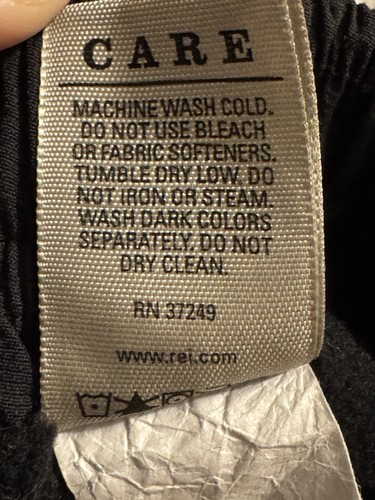 CARE
MACHINE WASH COLD.
DO NOT USE BLEACH
OR FABRIC SOFTENERS.
TUMBLE DRY LOW. DO
NOT IRON OR STEAM.
WASH DARK COLORS
SEPARATELY. DO NOT
DRY CLEAN.
RN 37249
www.rei.com